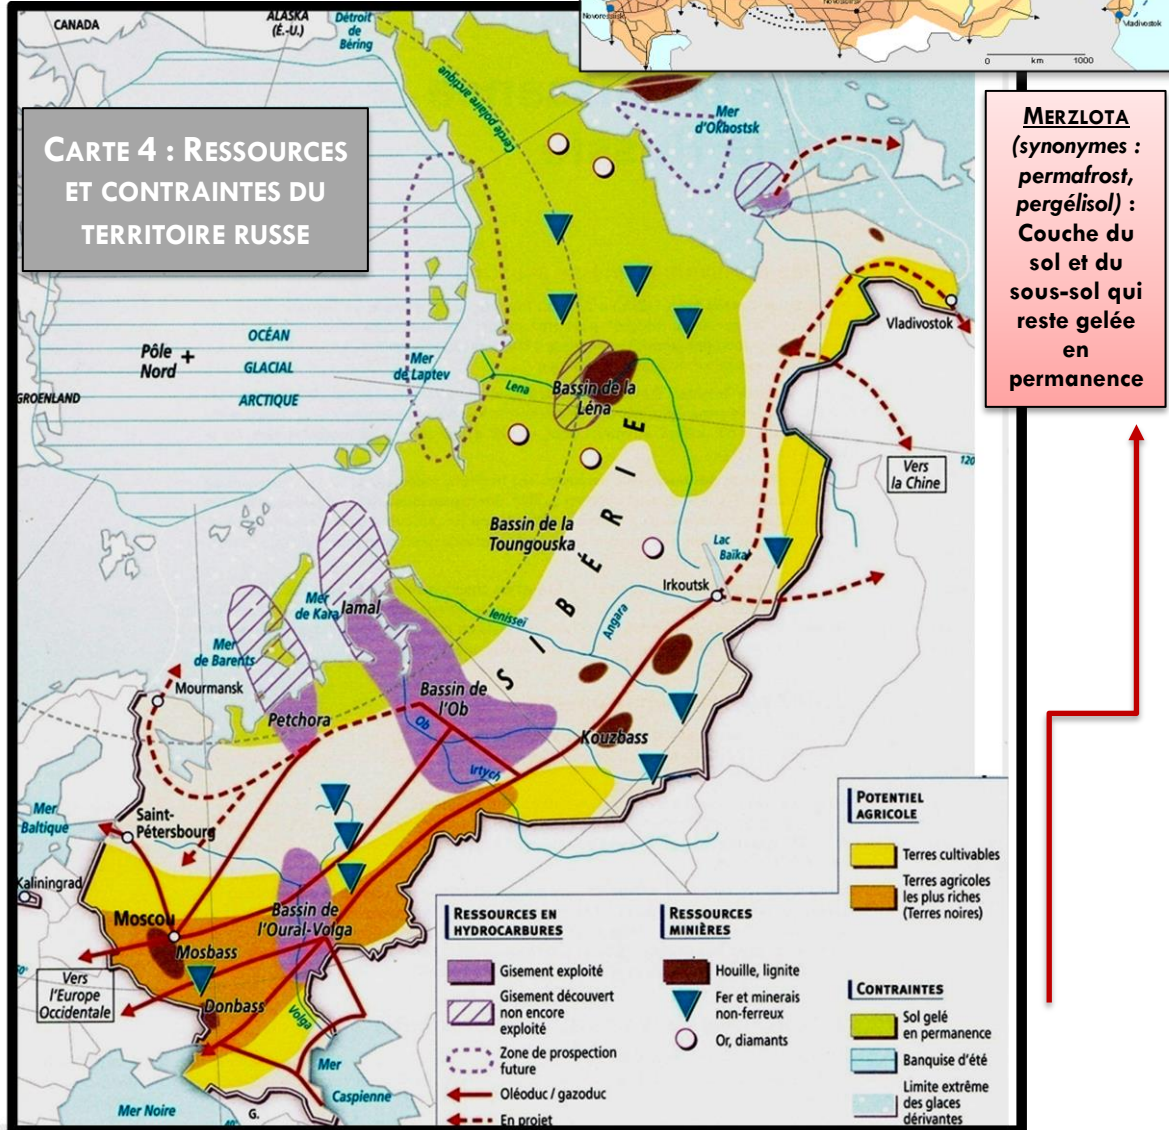 CANADA
ALASKA
(É.-U.)
Détroit
de
Béring
Novorossisk
Vladivostok
0 km 1000
CARTE 4 : RESSOURCES
ET CONTRAINTES DU
TERRITOIRE RUSSE
Cercle polaire arctique
Mer
d'Okhostsk
MERZLOTA
(synonymes :
permafrost,
pergélisol) :
Couche du
sol et du
sous-sol qui
reste gelée
en
permanence
Vladivostok
OCÉAN
GLACIAL
ARCTIQUE
Pôle
Nord
GROENLAND
Mer
de Laptev
Lena
Bassin de la
Léna
Vers
la Chine
120
SIBÉRIE
Bassin de la
Toungouska
Lac
Baïkal
Irkoutsk
Angara
Ienisseï
Mer
de Kara
Iamal
Mer
de Barents
Mourmansk
Petchora
Bassin de
l'Ob
Ob
Irtych
Kouzbass
Mer
Baltique
Saint-
Pétersbourg
Kaliningrad
Moscou
Mosbass
Bassin de
l'Oural-Volga
Vers
l'Europe
Occidentale
50°
Donbass
Volga
Mer
Caspienne
Mer Noire
40°
G.
RESSOURCES EN
HYDROCARBURES
Gisement exploité
Gisement découvert
non encore
exploité
Zone de prospection
future
Oléoduc / gazoduc
En projet
RESSOURCES
MINIÈRES
Houille, lignite
Fer et minerais
non-ferreux
Or, diamants
POTENTIEL
AGRICOLE
Terres cultivables
Terres agricoles
les plus riches
(Terres noires)
CONTRAINTES
Sol gelé
en permanence
Banquise d'été
Limite extrême
des glaces
dérivantes